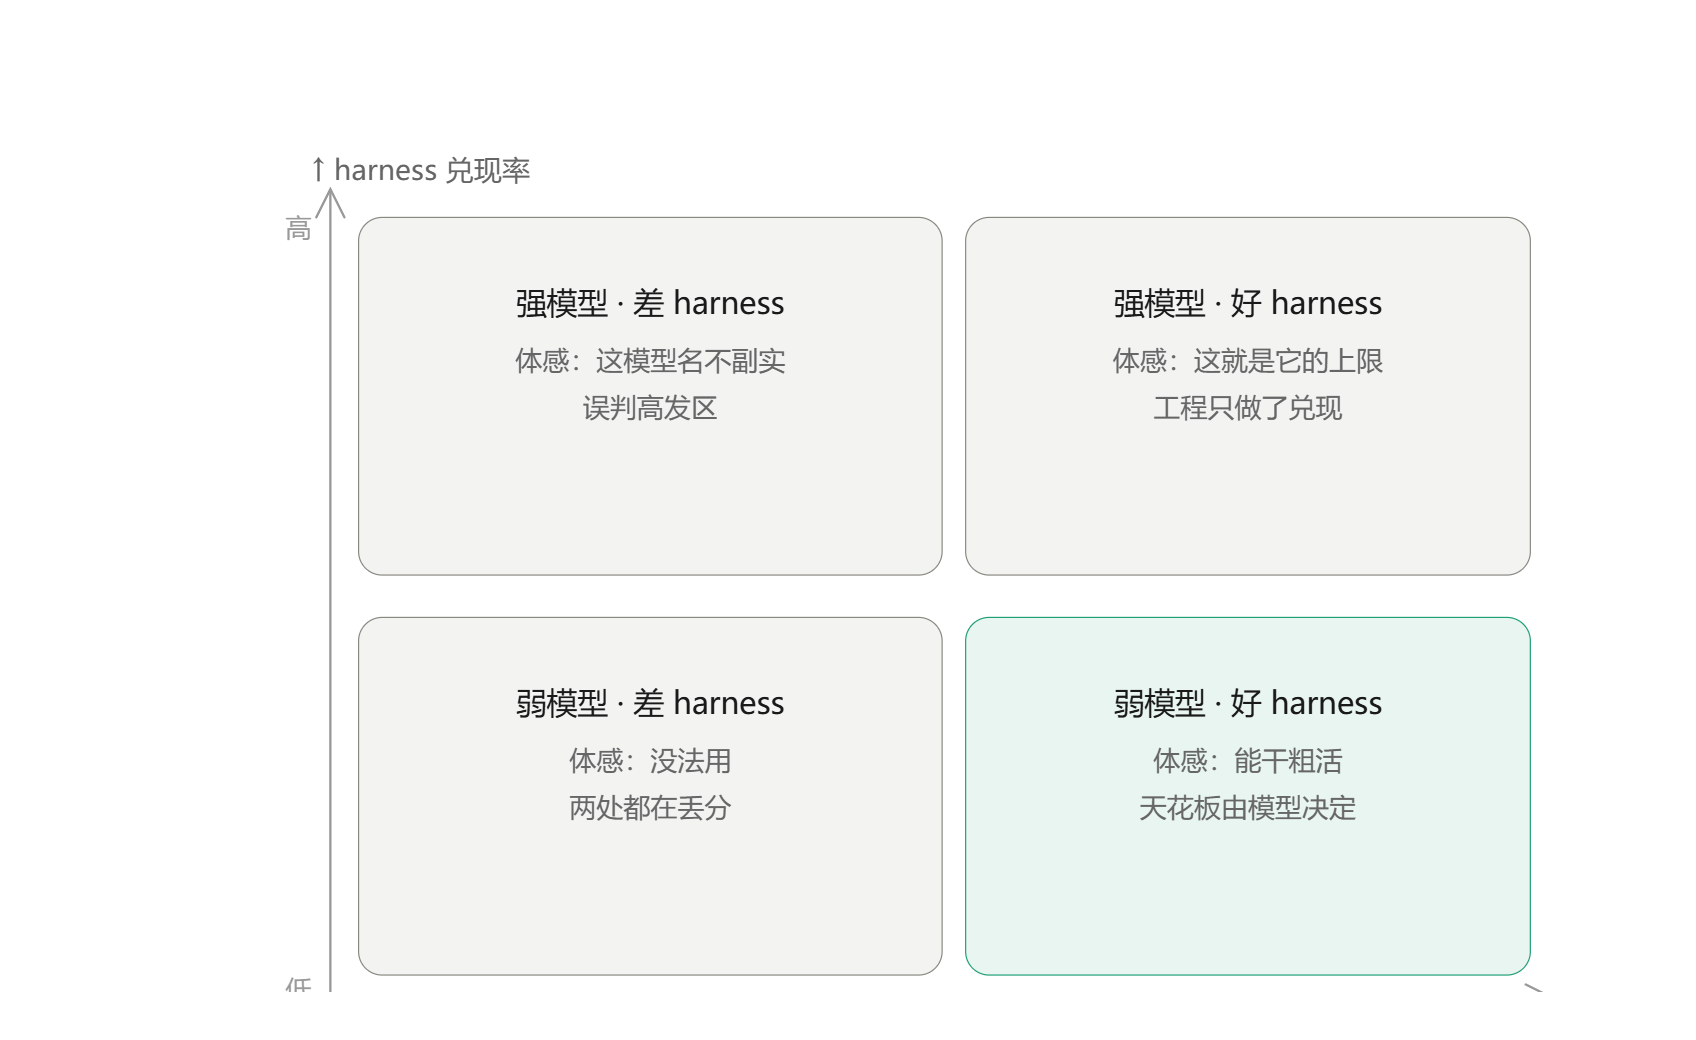 ↑ harness 兑现率
高
强模型 · 差 harness
体感：这模型名不副实
误判高发区
强模型 · 好 harness
体感：这就是它的上限
工程只做了兑现
弱模型 · 差 harness
体感：没法用
两处都在丢分
弱模型 · 好 harness
体感：能干粗活
天花板由模型决定
低